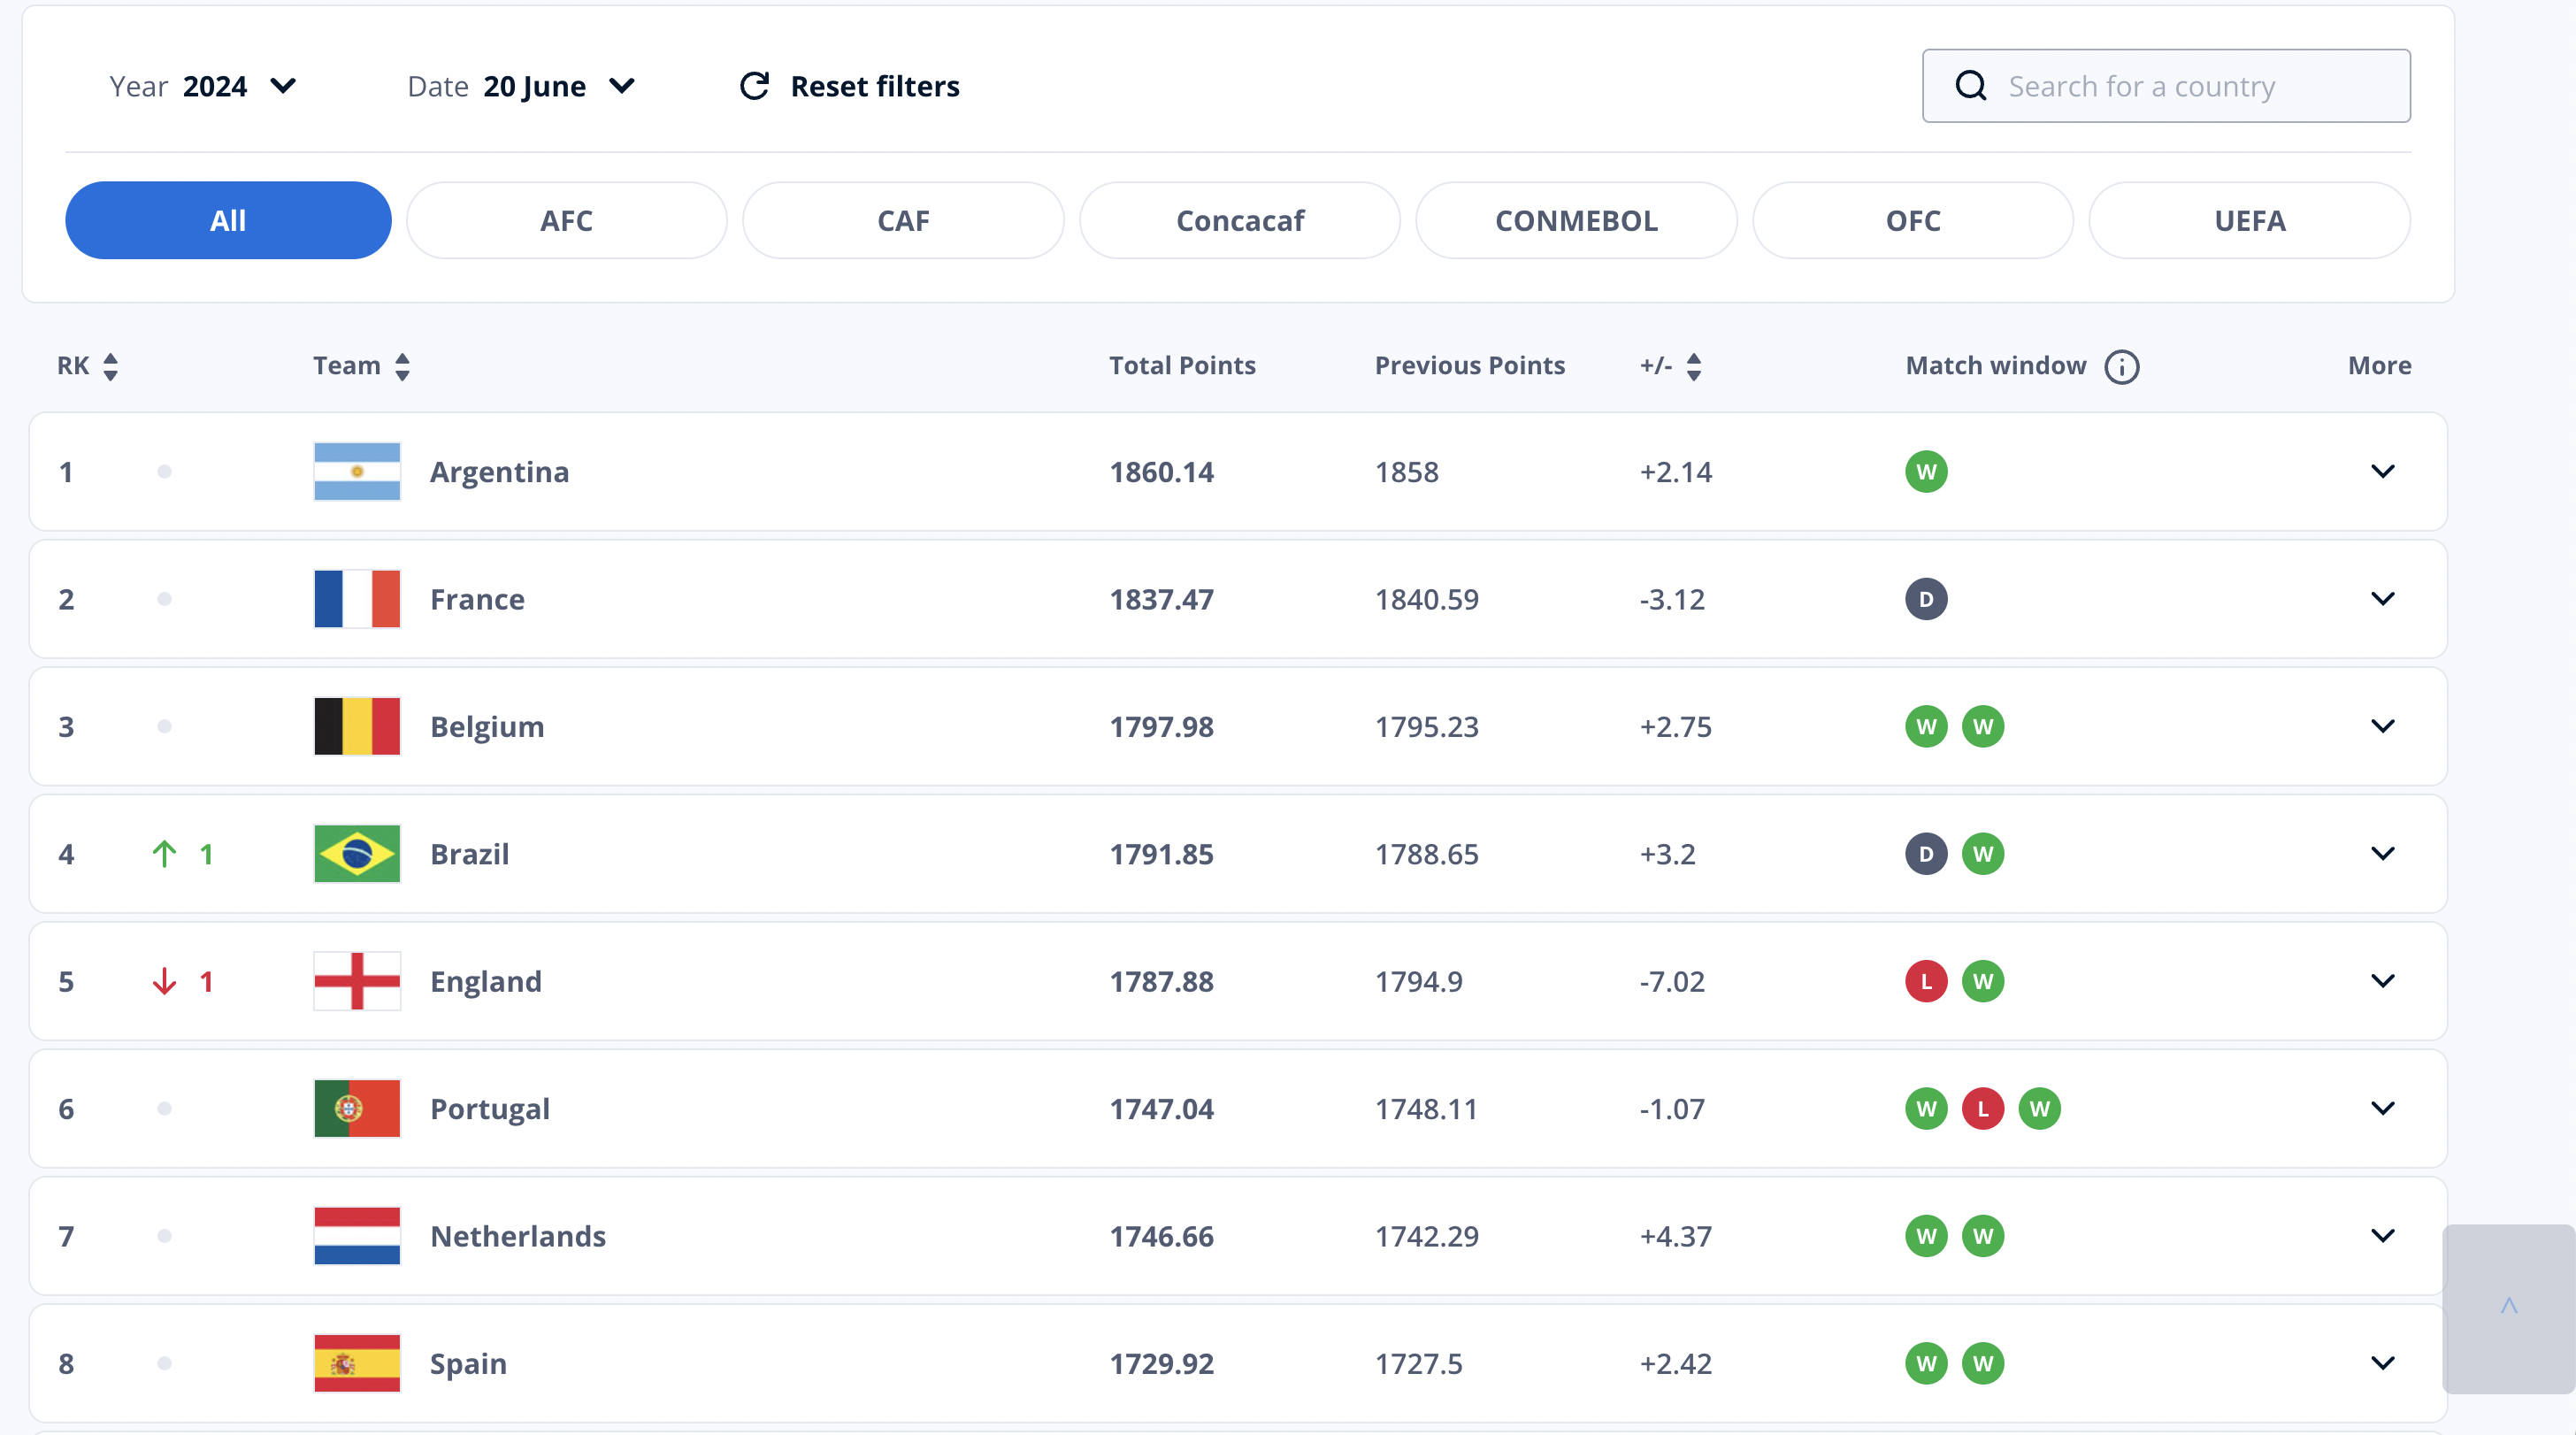 Year 2024 Date 20 June Reset filters Search for a country
All AFC CAF Concacaf CONMEBOL OFC UEFA
RK Team Total Points Previous Points +/- Match window More
1 Argentina 1860.14 1858 +2.14 W
2 France 1837.47 1840.59 -3.12 D
3 Belgium 1797.98 1795.23 +2.75 W W
4 1 Brazil 1791.85 1788.65 +3.2 D W
5 1 England 1787.88 1794.9 -7.02 L W
6 Portugal 1747.04 1748.11 -1.07 W L W
7 Netherlands 1746.66 1742.29 +4.37 W W
8 Spain 1729.92 1727.5 +2.42 W W